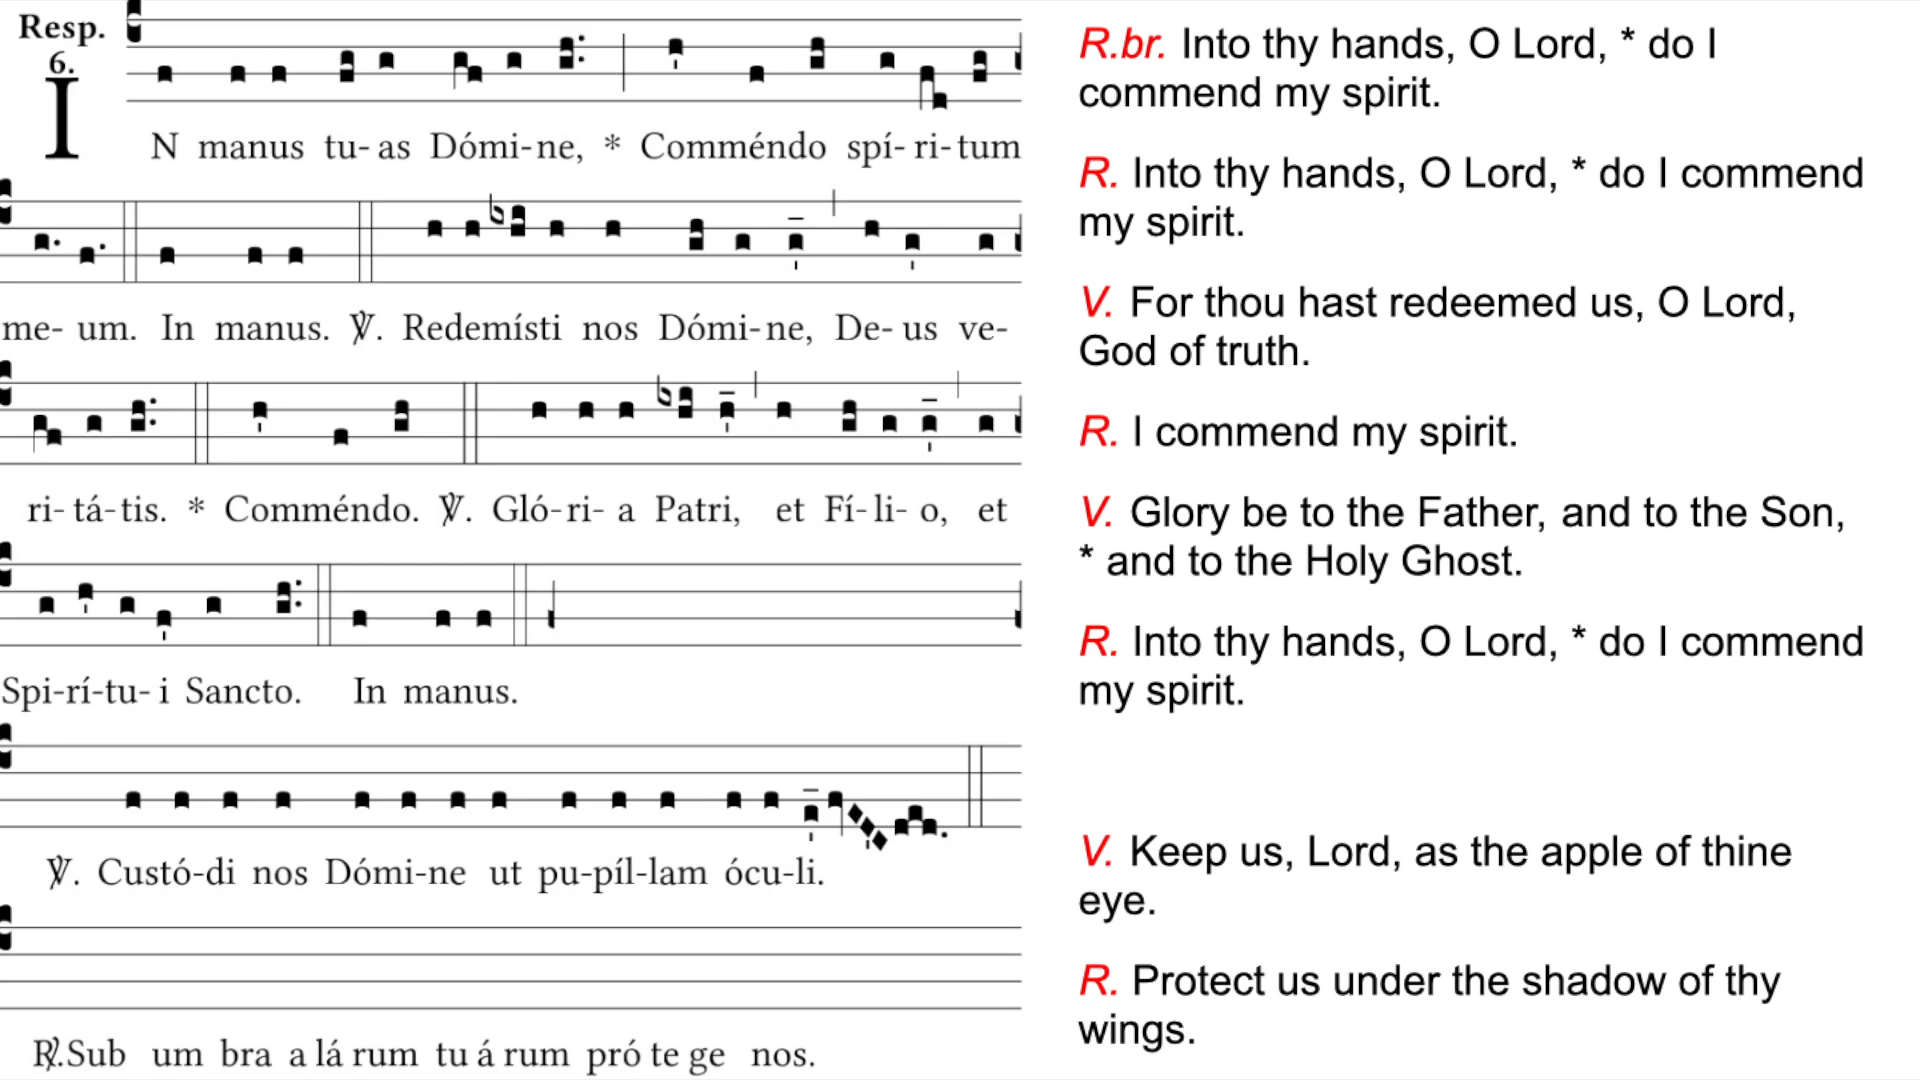 Resp.
6.
IN manus tu- as Dómi-ne, * Comméndo spí- ri-tum
me- um. In manus. ℣. Redemísti nos Dómi-ne, De- us ve-
ri- tá-tis. * Comméndo. ℣. Gló-ri- a Patri, et Fí-li- o, et
Spi-rí-tu- i Sancto. In manus.
℣. Custó-di nos Dómi-ne ut pu-píl-lam ócu-li.
℟.Sub um bra a lá rum tu á rum pró te ge nos.
R.br. Into thy hands, O Lord, * do I
commend my spirit.
R. Into thy hands, O Lord, * do I commend
my spirit.
V. For thou hast redeemed us, O Lord,
God of truth.
R. I commend my spirit.
V. Glory be to the Father, and to the Son,
* and to the Holy Ghost.
R. Into thy hands, O Lord, * do I commend
my spirit.
V. Keep us, Lord, as the apple of thine
eye.
R. Protect us under the shadow of thy
wings.